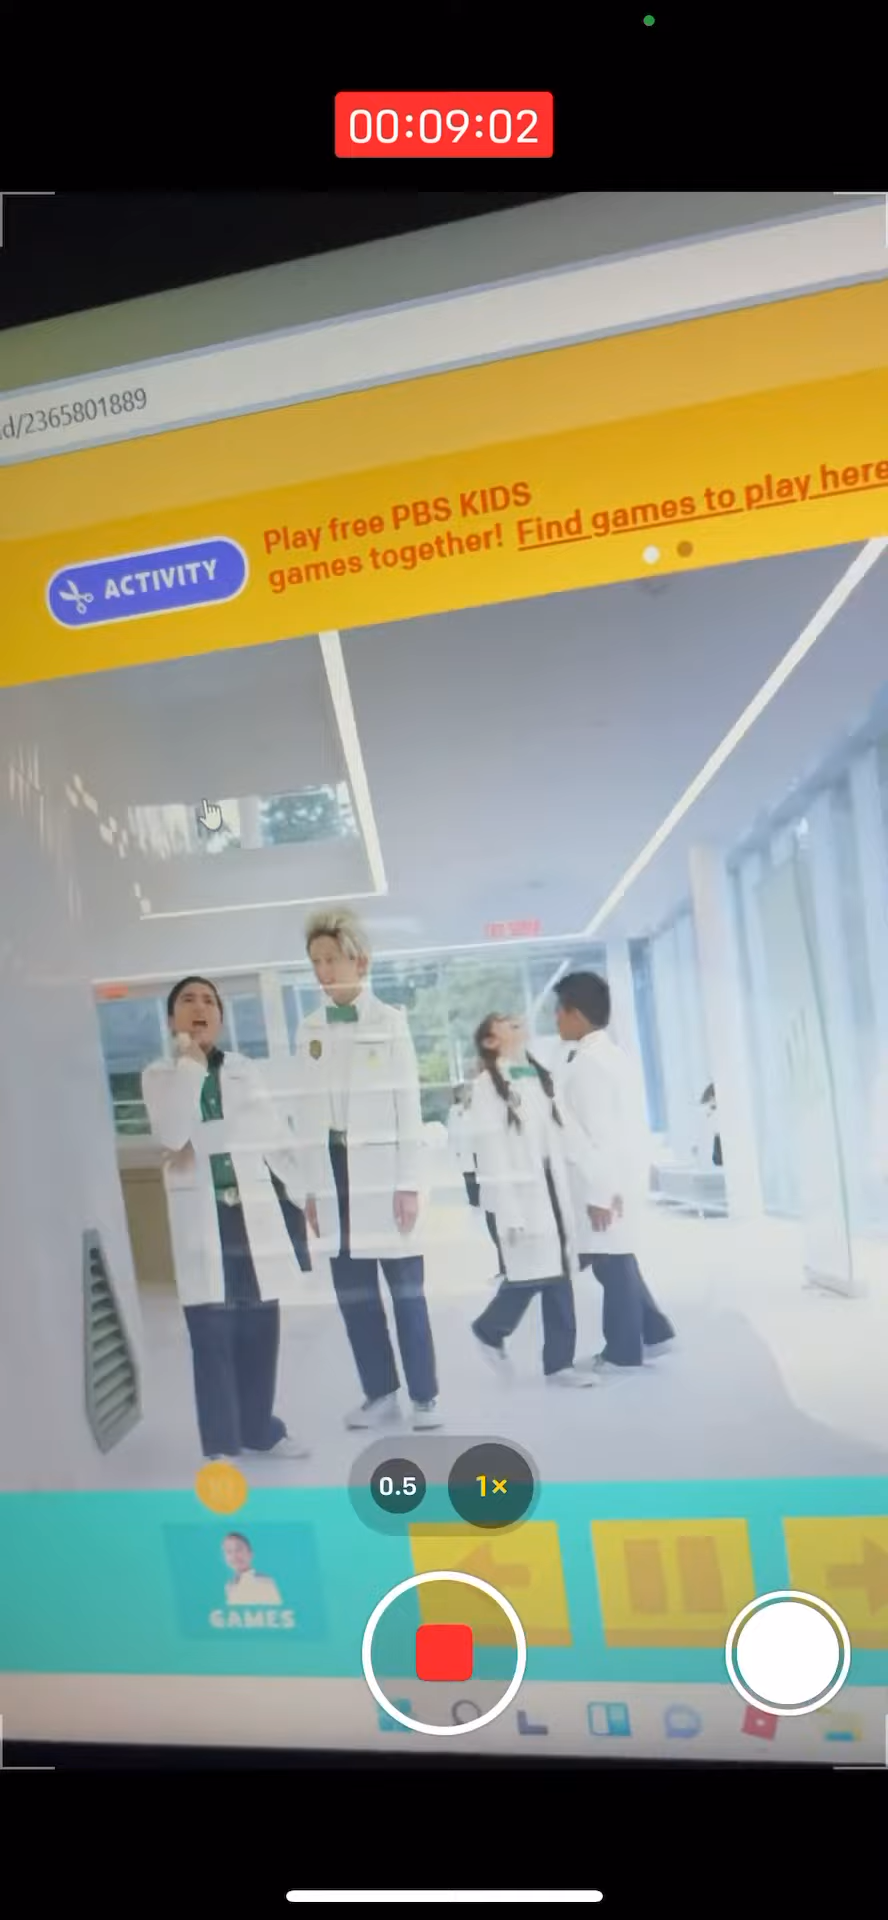 00:09:02
d/2365801889
ACTIVITY
Play free PBS KIDS
games together! Find games to play here
0.5
1×
GAMES